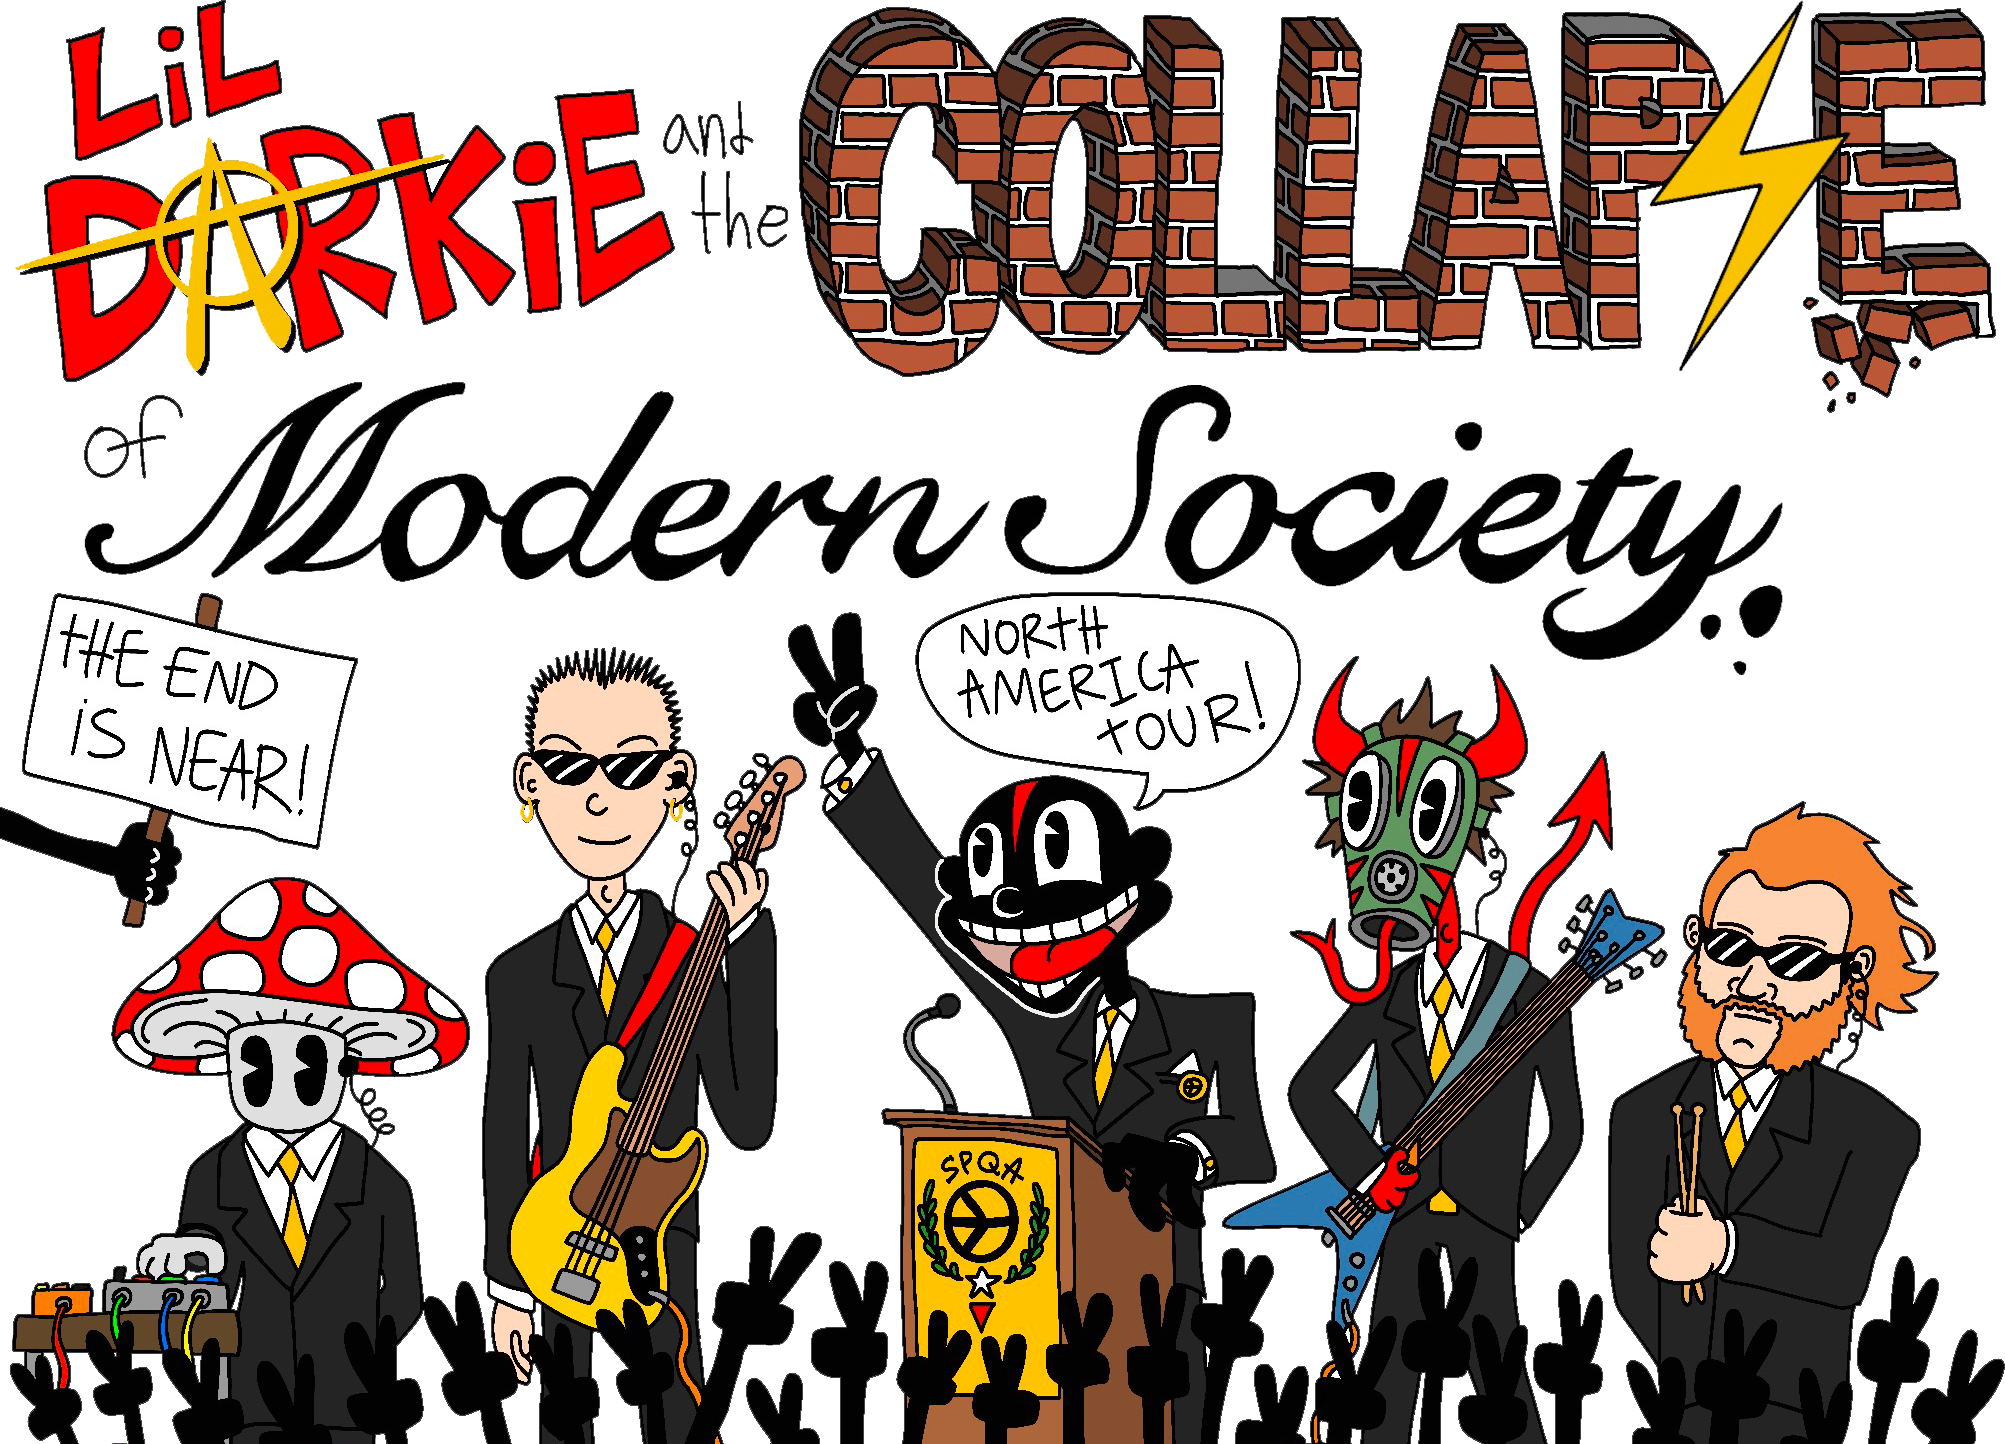 LiL
DARKiE
and
the
COLLAPSE
of
Modern Society
tHE END
iS NEAR!
NORtH
AMERICA
tOUR!
SPQA